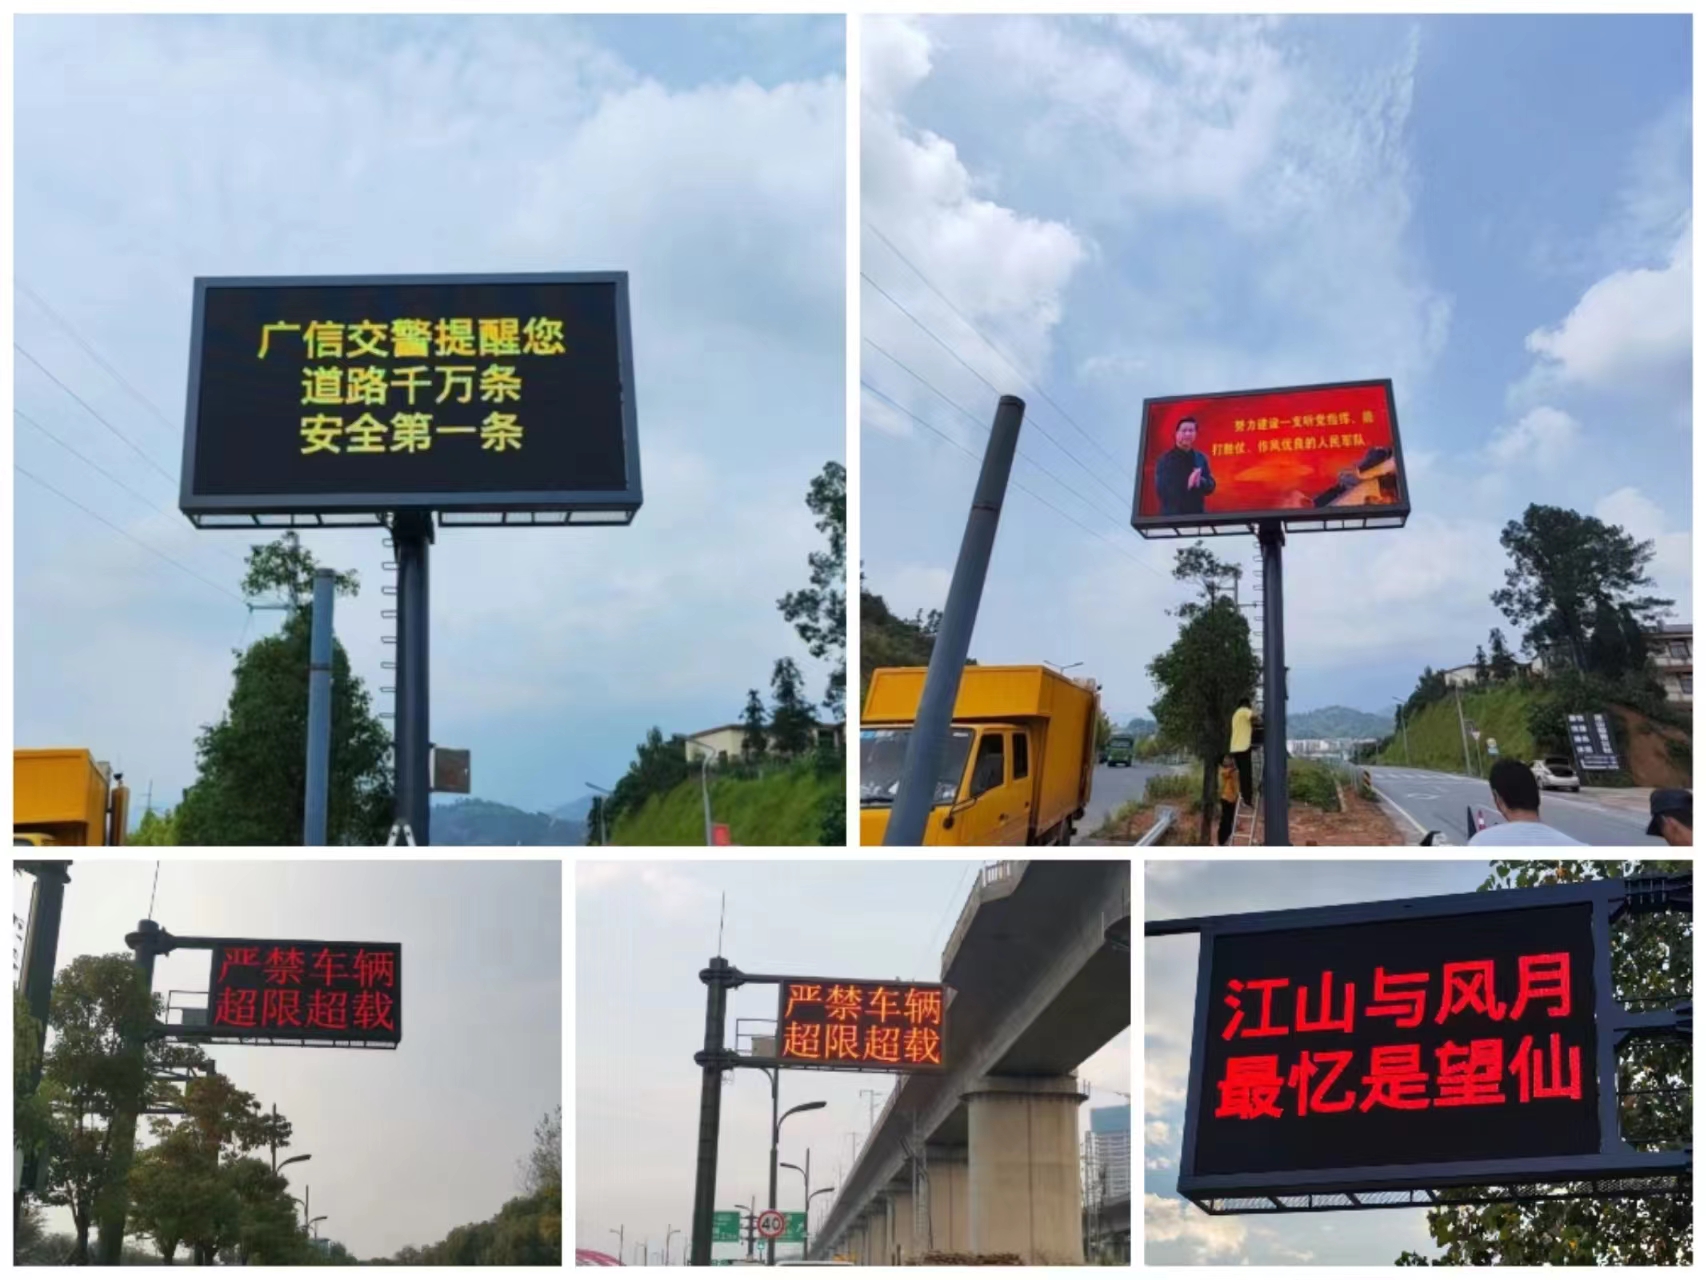 广信交警提醒您
道路千万条
安全第一条
努力建设一支听党指挥、能
打胜仗、作风优良的人民军队
严禁车辆
超限超载
严禁车辆
超限超载
40
江山与风月
最忆是望仙